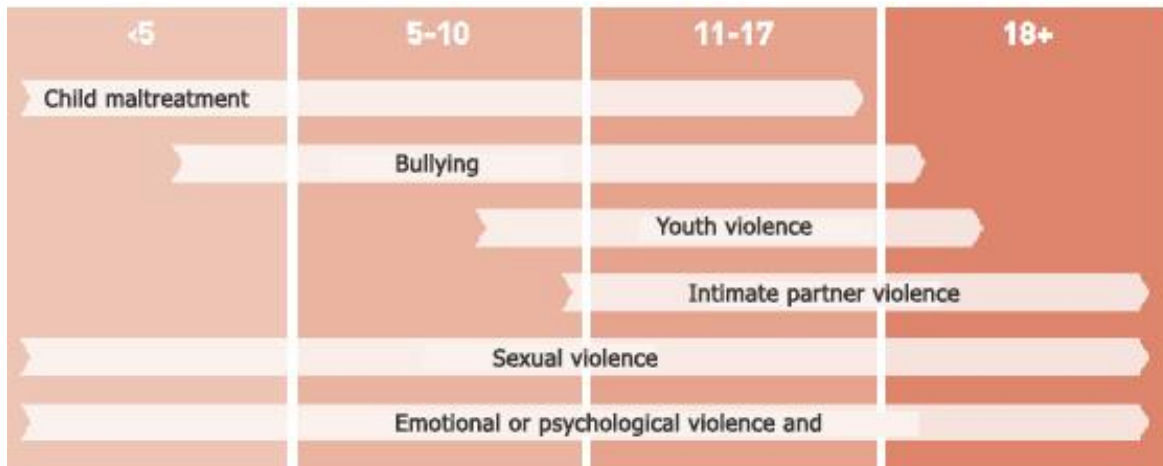 <5 5-10 11-17 18+
Child maltreatment
Bullying
Youth violence
Intimate partner violence
Sexual violence
Emotional or psychological violence and